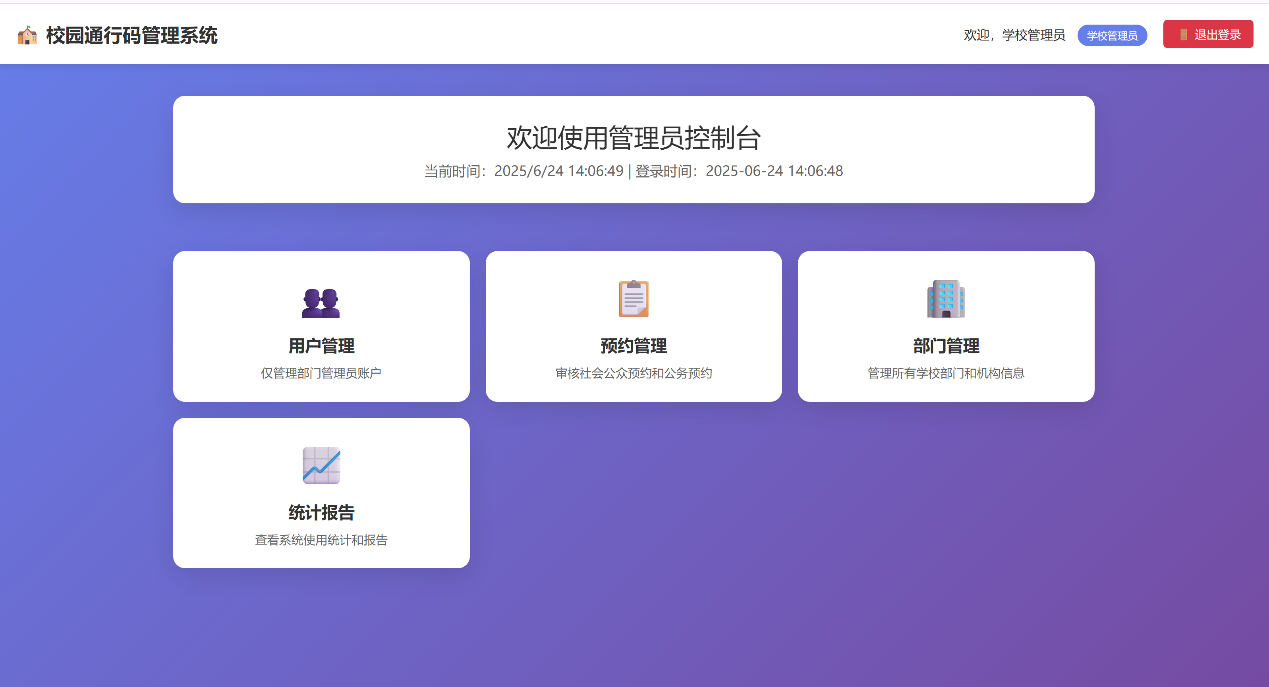 校园通行码管理系统
欢迎，学校管理员
学校管理员
退出登录
欢迎使用管理员控制台
当前时间：2025/6/24 14:06:49 | 登录时间：2025-06-24 14:06:48
用户管理
仅管理部门管理员账户
预约管理
审核社会公众预约和公务预约
部门管理
管理所有学校部门和机构信息
统计报告
查看系统使用统计和报告